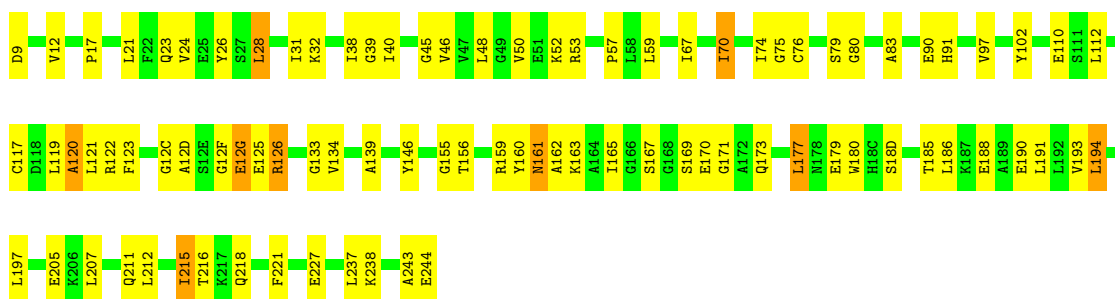 D9 V12 P17 L21 F22 Q23 V24 E25 Y26 S27 L28 I31 K32 I38 G39 I40 G45 V46 V47 L48 G49 V50 E51 K52 R53 P57 L58 L59 I67 I70 I74 G75 C76 S79 G80 A83 E90 H91 V97 Y102 E110 S111 L112
C117 D118 L119 A120 L121 R122 F123 G12C A12D S12E G12F E12G E125 R126 G133 V134 A139 Y146 G155 T156 R159 Y160 N161 A162 K163 A164 I165 G166 S167 G168 S169 E170 G171 A172 Q173 L177 N178 E179 W180 H18C S18D T185 L186 K187 E188 A189 E190 L191 L192 V193 L194
L197 E205 K206 L207 Q211 L212 I215 T216 K217 Q218 F221 E227 L237 K238 A243 E244